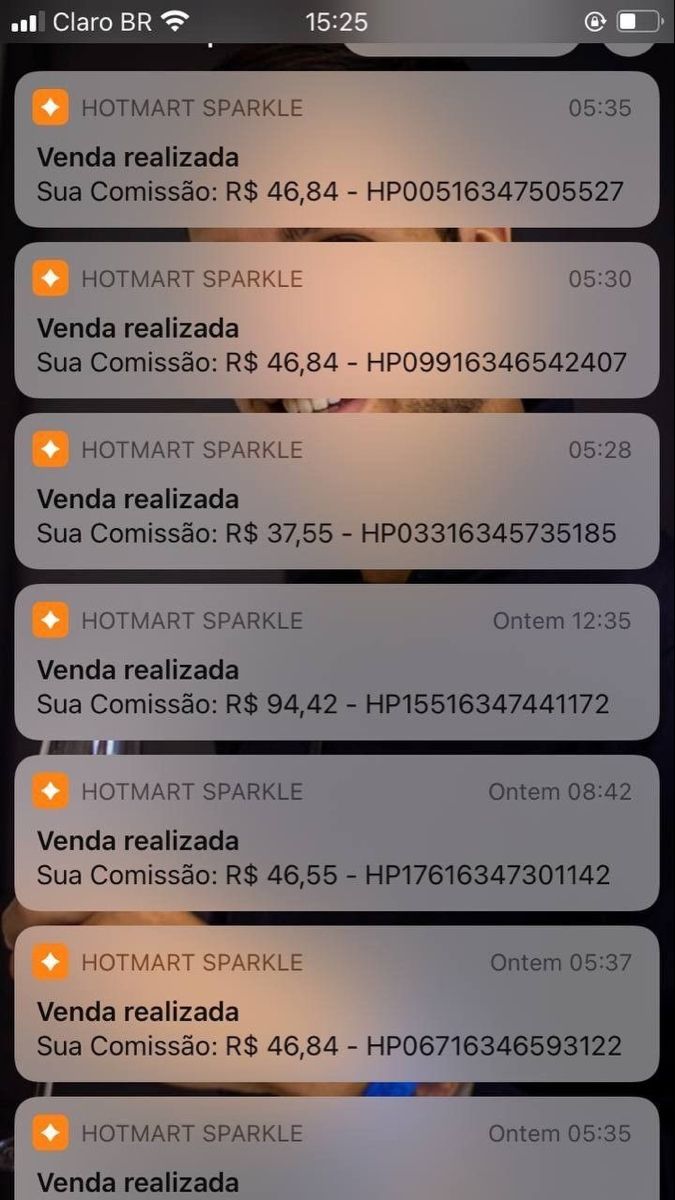 Claro BR 15:25
HOTMART SPARKLE 05:35
Venda realizada
Sua Comissão: R$ 46,84 - HP00516347505527
HOTMART SPARKLE 05:30
Venda realizada
Sua Comissão: R$ 46,84 - HP09916346542407
HOTMART SPARKLE 05:28
Venda realizada
Sua Comissão: R$ 37,55 - HP03316345735185
HOTMART SPARKLE Ontem 12:35
Venda realizada
Sua Comissão: R$ 94,42 - HP15516347441172
HOTMART SPARKLE Ontem 08:42
Venda realizada
Sua Comissão: R$ 46,55 - HP17616347301142
HOTMART SPARKLE Ontem 05:37
Venda realizada
Sua Comissão: R$ 46,84 - HP06716346593122
HOTMART SPARKLE Ontem 05:35
Venda realizada